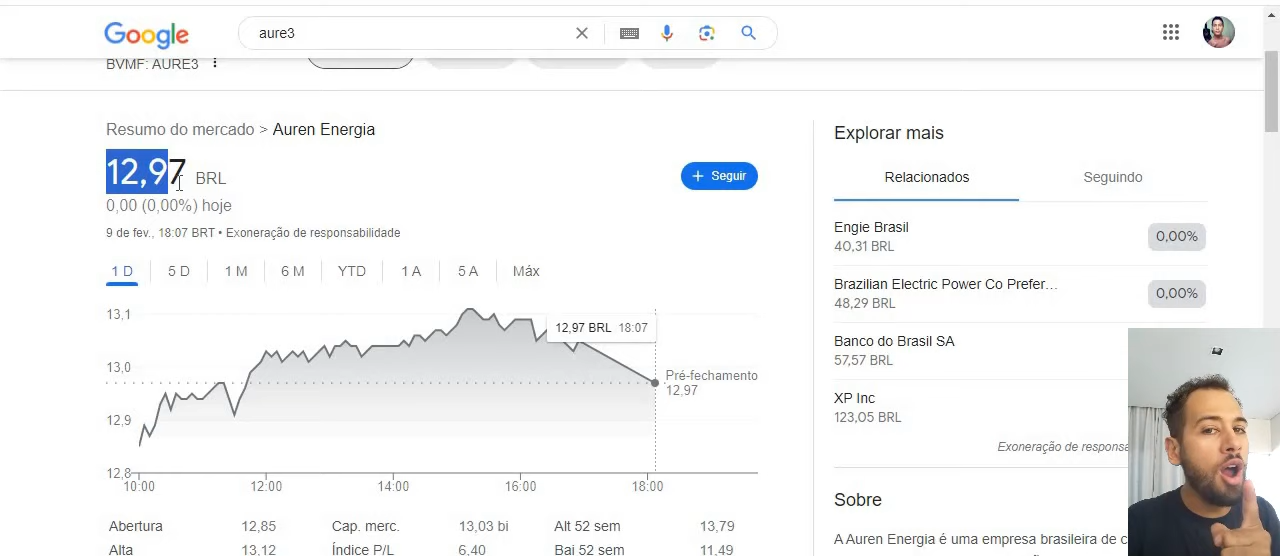 Google
aure3
BVMF: AURE3
Resumo do mercado > Auren Energia
12,97 BRL
+ Seguir
0,00 (0,00%) hoje
9 de fev., 18:07 BRT • Exoneração de responsabilidade
1 D 5 D 1 M 6 M YTD 1 A 5 A Máx
13,1
13,0
12,9
12,8
12,97 BRL 18:07
Pré-fechamento
12,97
10:00 12:00 14:00 16:00 18:00
Abertura 12,85 Cap. merc. 13,03 bi Alt 52 sem 13,79
Alta 13,12 Índice P/L 6,40 Bai 52 sem 11,49
Explorar mais
Relacionados Seguindo
Engie Brasil
40,31 BRL
0,00%
Brazilian Electric Power Co Prefer…
48,29 BRL
0,00%
Banco do Brasil SA
57,57 BRL
XP Inc
123,05 BRL
Exoneração de responsa
Sobre
A Auren Energia é uma empresa brasileira de c